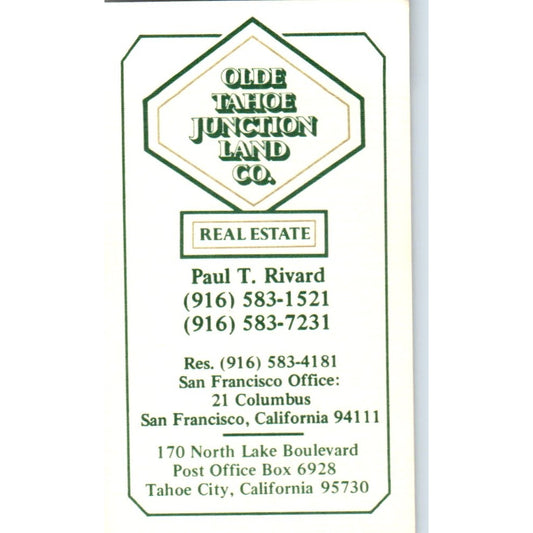 OLDE
TAHOE
JUNCTION
LAND
CO.
REAL ESTATE
Paul T. Rivard
(916) 583-1521
(916) 583-7231
Res. (916) 583-4181
San Francisco Office:
21 Columbus
San Francisco, California 94111
170 North Lake Boulevard
Post Office Box 6928
Tahoe City, California 95730